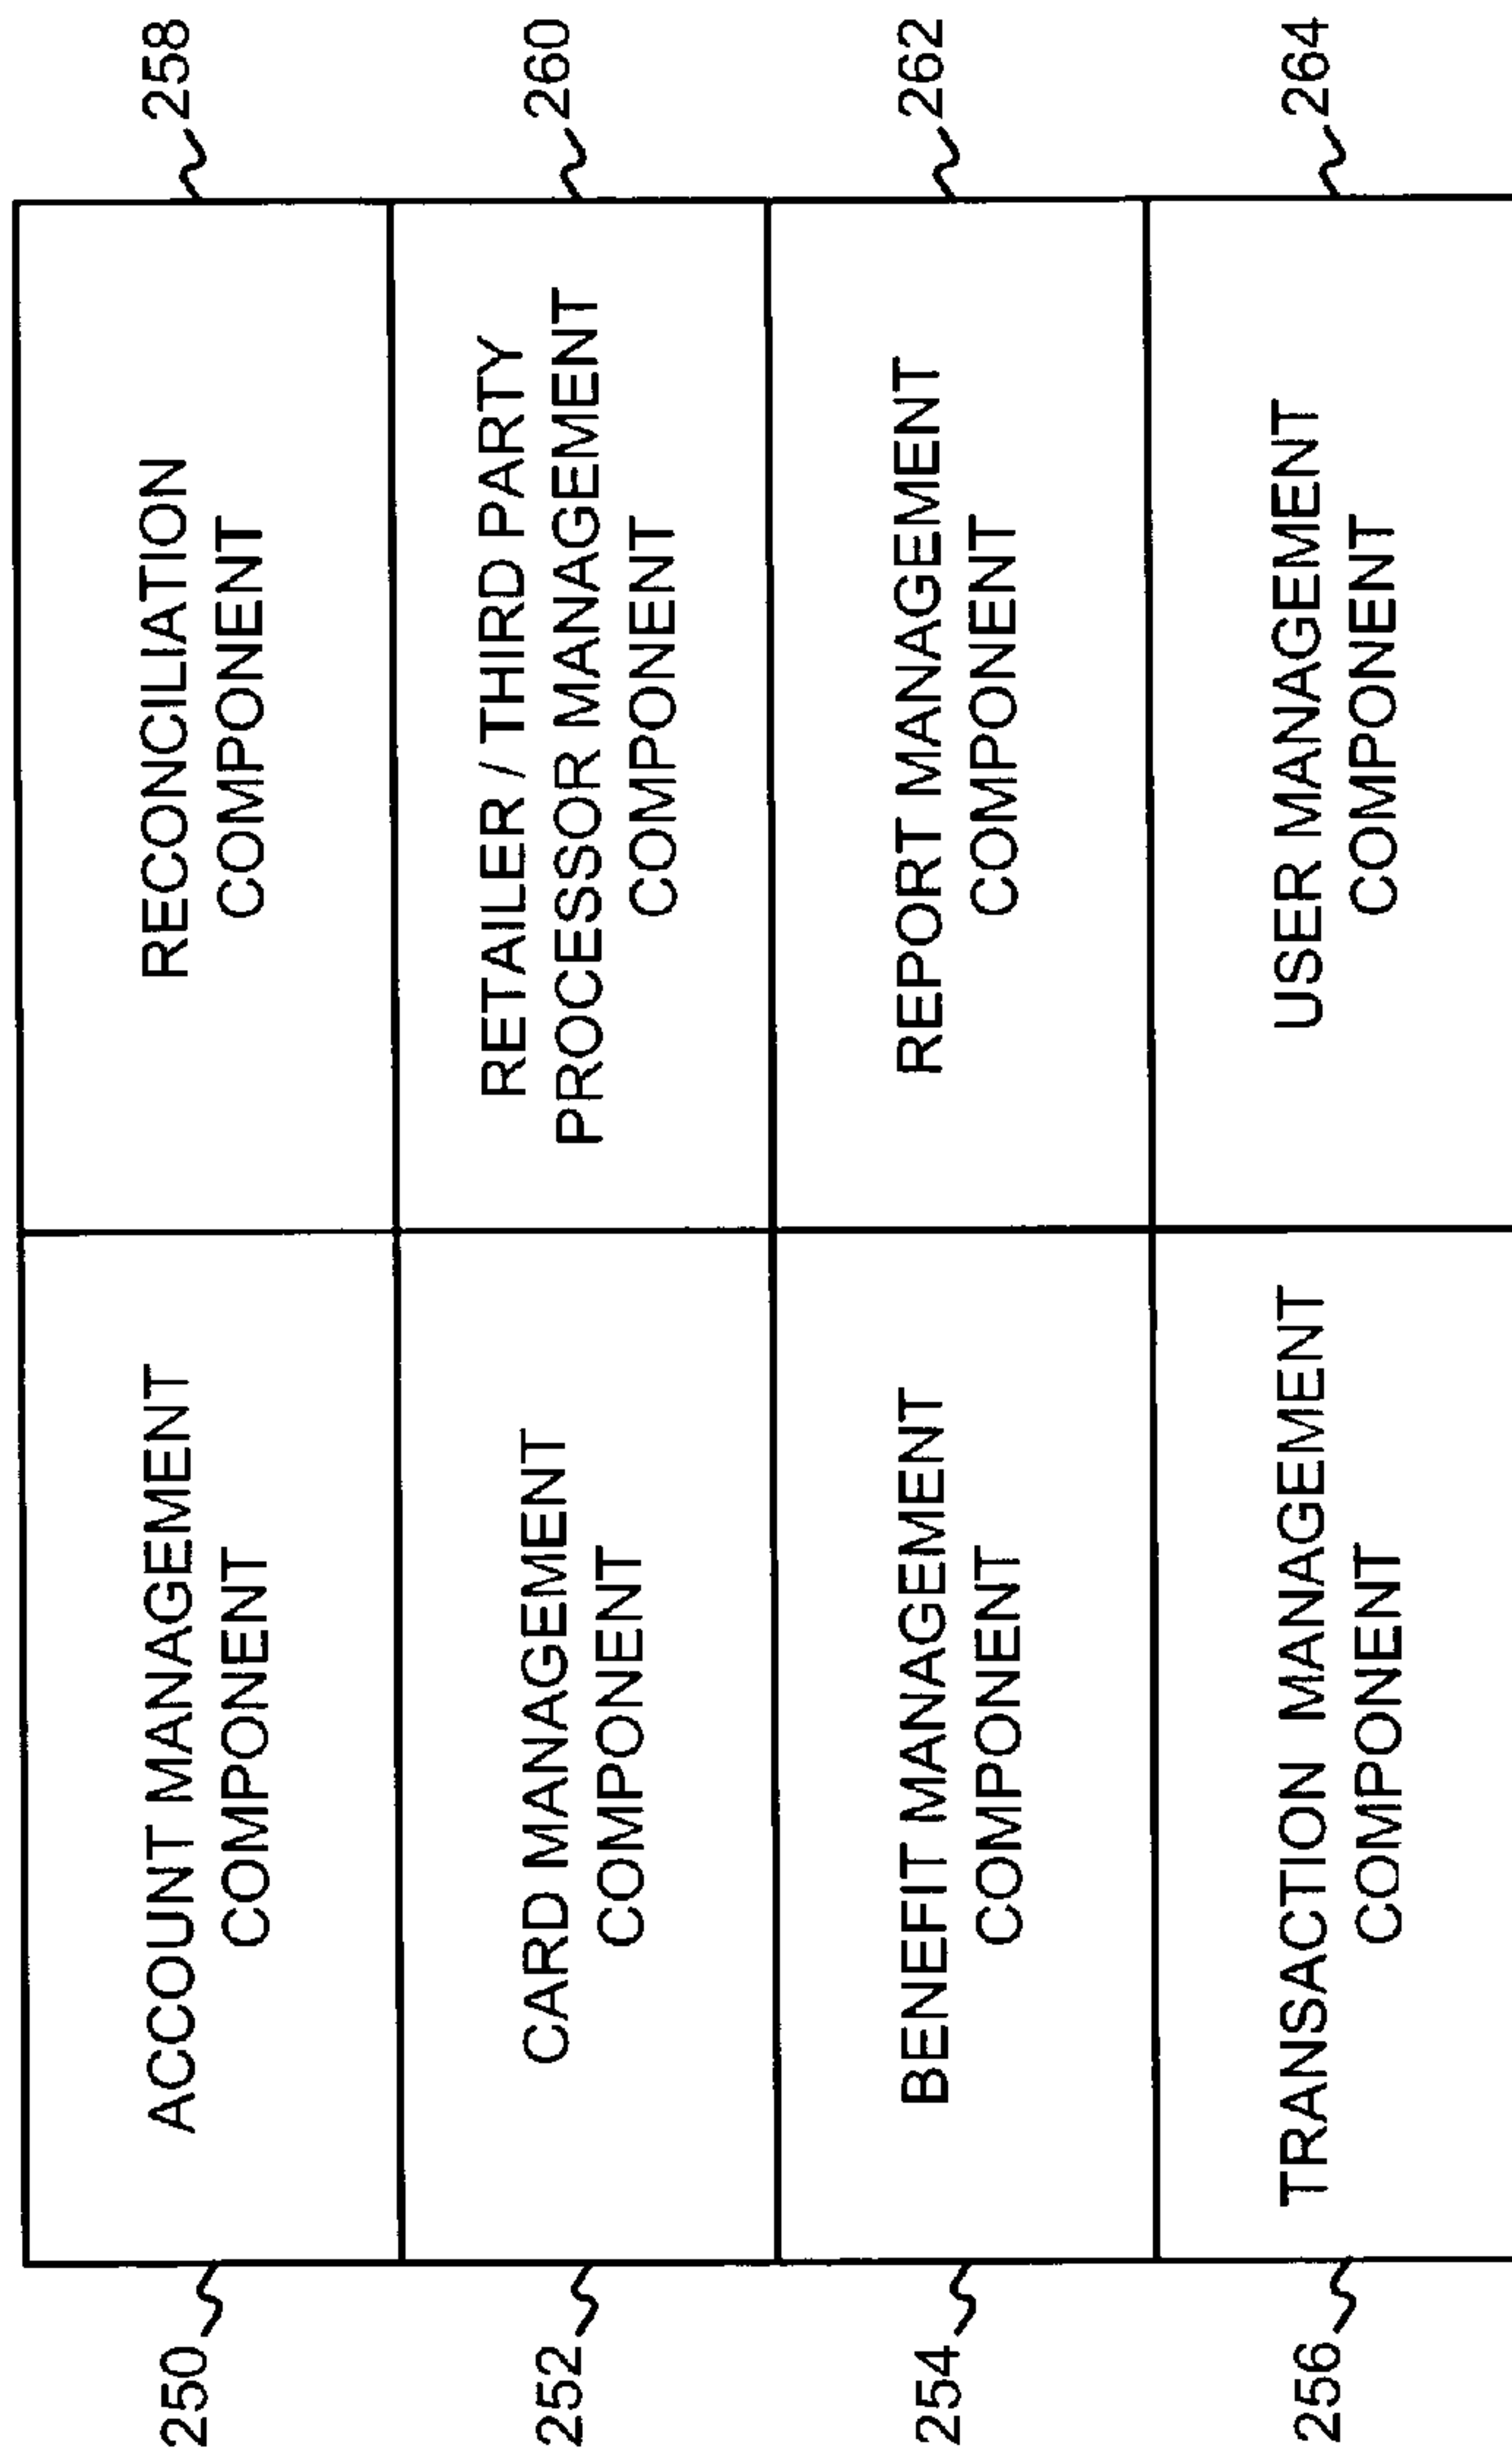 250
ACCOUNT MANAGEMENT
COMPONENT
RECONCILIATION
COMPONENT
258
252
CARD MANAGEMENT
COMPONENT
RETAILER / THIRD PARTY
PROCESSOR MANAGEMENT
COMPONENT
260
254
BENEFIT MANAGEMENT
COMPONENT
REPORT MANAGEMENT
COMPONENT
262
256
TRANSACTION MANAGEMENT
COMPONENT
USER MANAGEMENT
COMPONENT
264